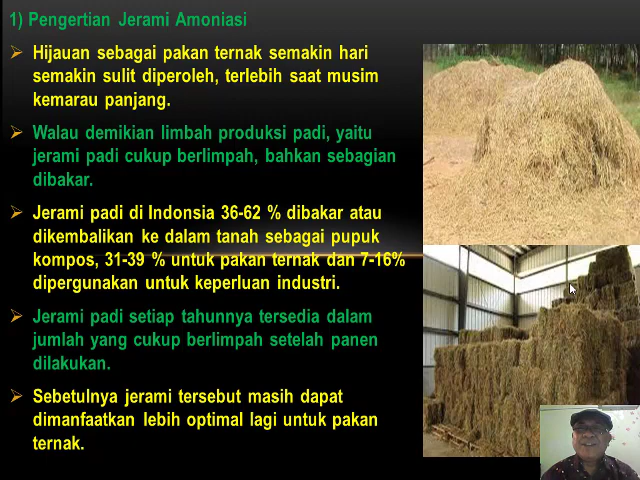 1) Pengertian Jerami Amoniasi
Hijauan sebagai pakan ternak semakin hari
semakin sulit diperoleh, terlebih saat musim
kemarau panjang.
Walau demikian limbah produksi padi, yaitu
jerami padi cukup berlimpah, bahkan sebagian
dibakar.
Jerami padi di Indonsia 36-62 % dibakar atau
dikembalikan ke dalam tanah sebagai pupuk
kompos, 31-39 % untuk pakan ternak dan 7-16%
dipergunakan untuk keperluan industri.
Jerami padi setiap tahunnya tersedia dalam
jumlah yang cukup berlimpah setelah panen
dilakukan.
Sebetulnya jerami tersebut masih dapat
dimanfaatkan lebih optimal lagi untuk pakan
ternak.